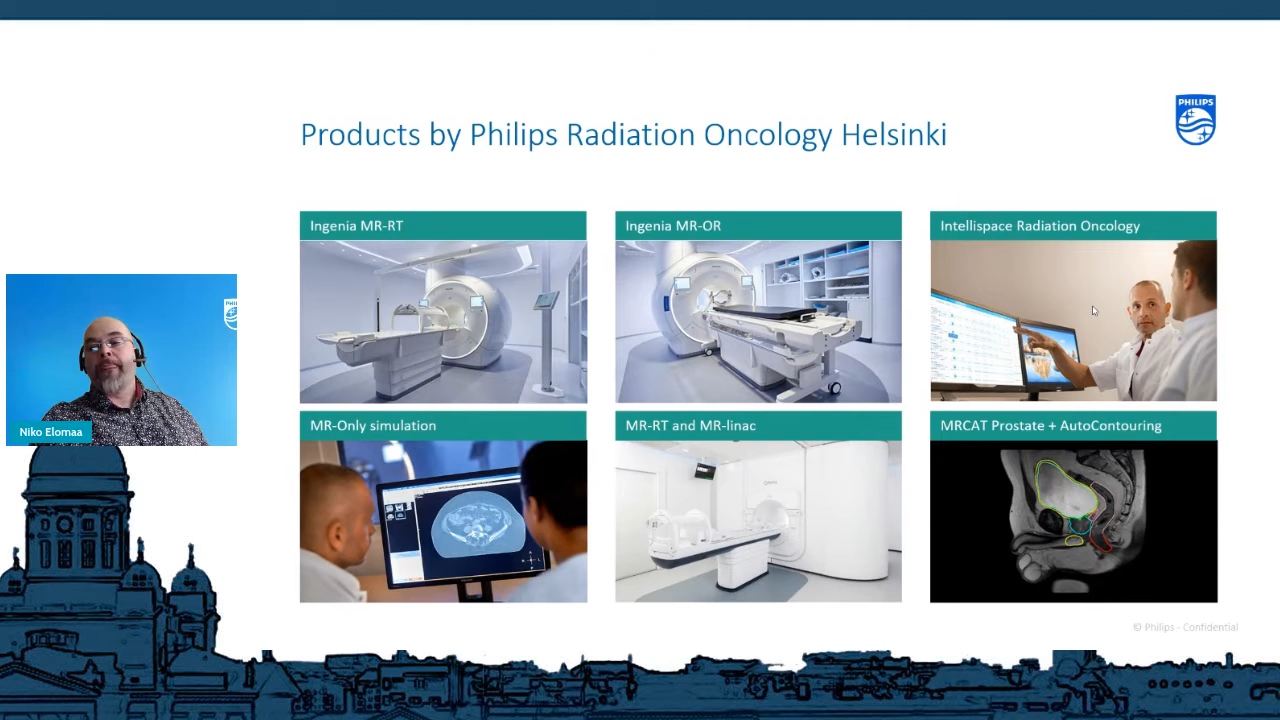 PHILIPS
Products by Philips Radiation Oncology Helsinki
Ingenia MR-RT
Ingenia MR-OR
Intellispace Radiation Oncology
Niko Elomaa
MR-Only simulation
MR-RT and MR-linac
MRCAT Prostate + AutoContouring
© Philips - Confidential